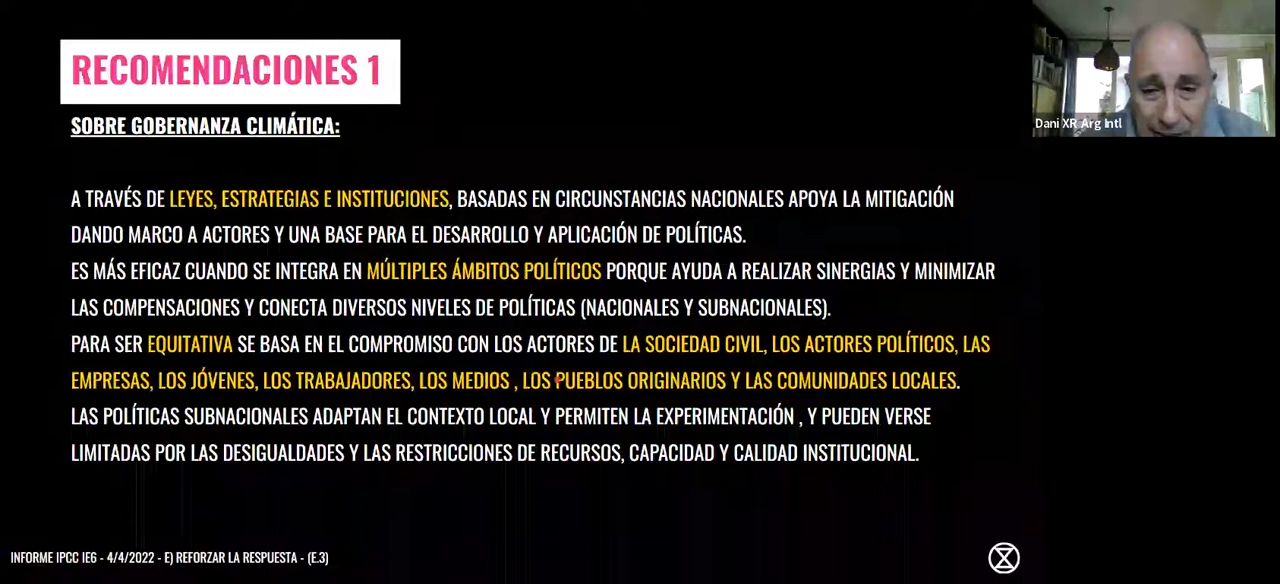 RECOMENDACIONES 1
SOBRE GOBERNANZA CLIMÁTICA:
A TRAVÉS DE LEYES, ESTRATEGIAS E INSTITUCIONES, BASADAS EN CIRCUNSTANCIAS NACIONALES APOYA LA MITIGACIÓN
DANDO MARCO A ACTORES Y UNA BASE PARA EL DESARROLLO Y APLICACIÓN DE POLÍTICAS.
ES MÁS EFICAZ CUANDO SE INTEGRA EN MÚLTIPLES ÁMBITOS POLÍTICOS PORQUE AYUDA A REALIZAR SINERGIAS Y MINIMIZAR
LAS COMPENSACIONES Y CONECTA DIVERSOS NIVELES DE POLÍTICAS (NACIONALES Y SUBNACIONALES).
PARA SER EQUITATIVA SE BASA EN EL COMPROMISO CON LOS ACTORES DE LA SOCIEDAD CIVIL, LOS ACTORES POLÍTICOS, LAS
EMPRESAS, LOS JÓVENES, LOS TRABAJADORES, LOS MEDIOS , LOS PUEBLOS ORIGINARIOS Y LAS COMUNIDADES LOCALES.
LAS POLÍTICAS SUBNACIONALES ADAPTAN EL CONTEXTO LOCAL Y PERMITEN LA EXPERIMENTACIÓN , Y PUEDEN VERSE
LIMITADAS POR LAS DESIGUALDADES Y LAS RESTRICCIONES DE RECURSOS, CAPACIDAD Y CALIDAD INSTITUCIONAL.
INFORME IPCC IE6 - 4/4/2022 - E) REFORZAR LA RESPUESTA - (E.3)
Dani XR Arg Intl